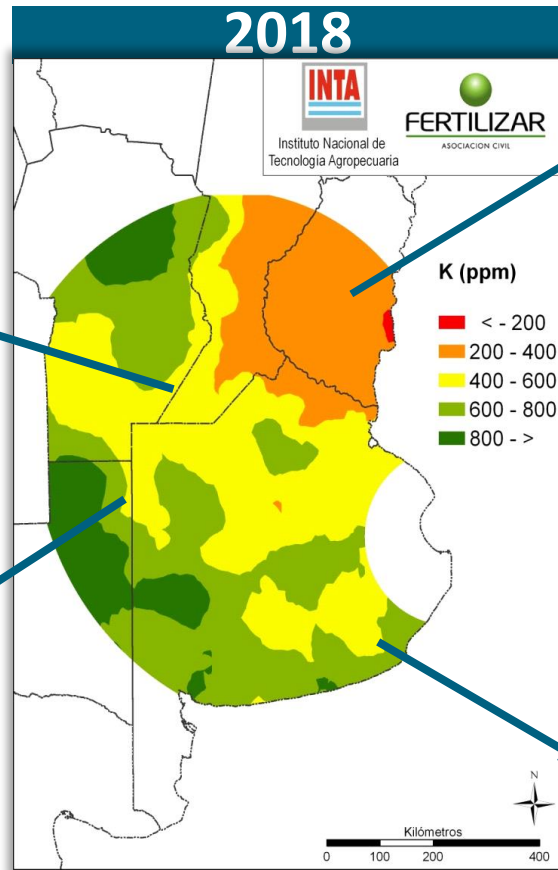 2018
INTA
Instituto Nacional de
Tecnología Agropecuaria
FERTILIZAR
ASOCIACION CIVIL
K (ppm)
< - 200
200 - 400
400 - 600
600 - 800
800 - >
N
Kilómetros
0 100 200 400